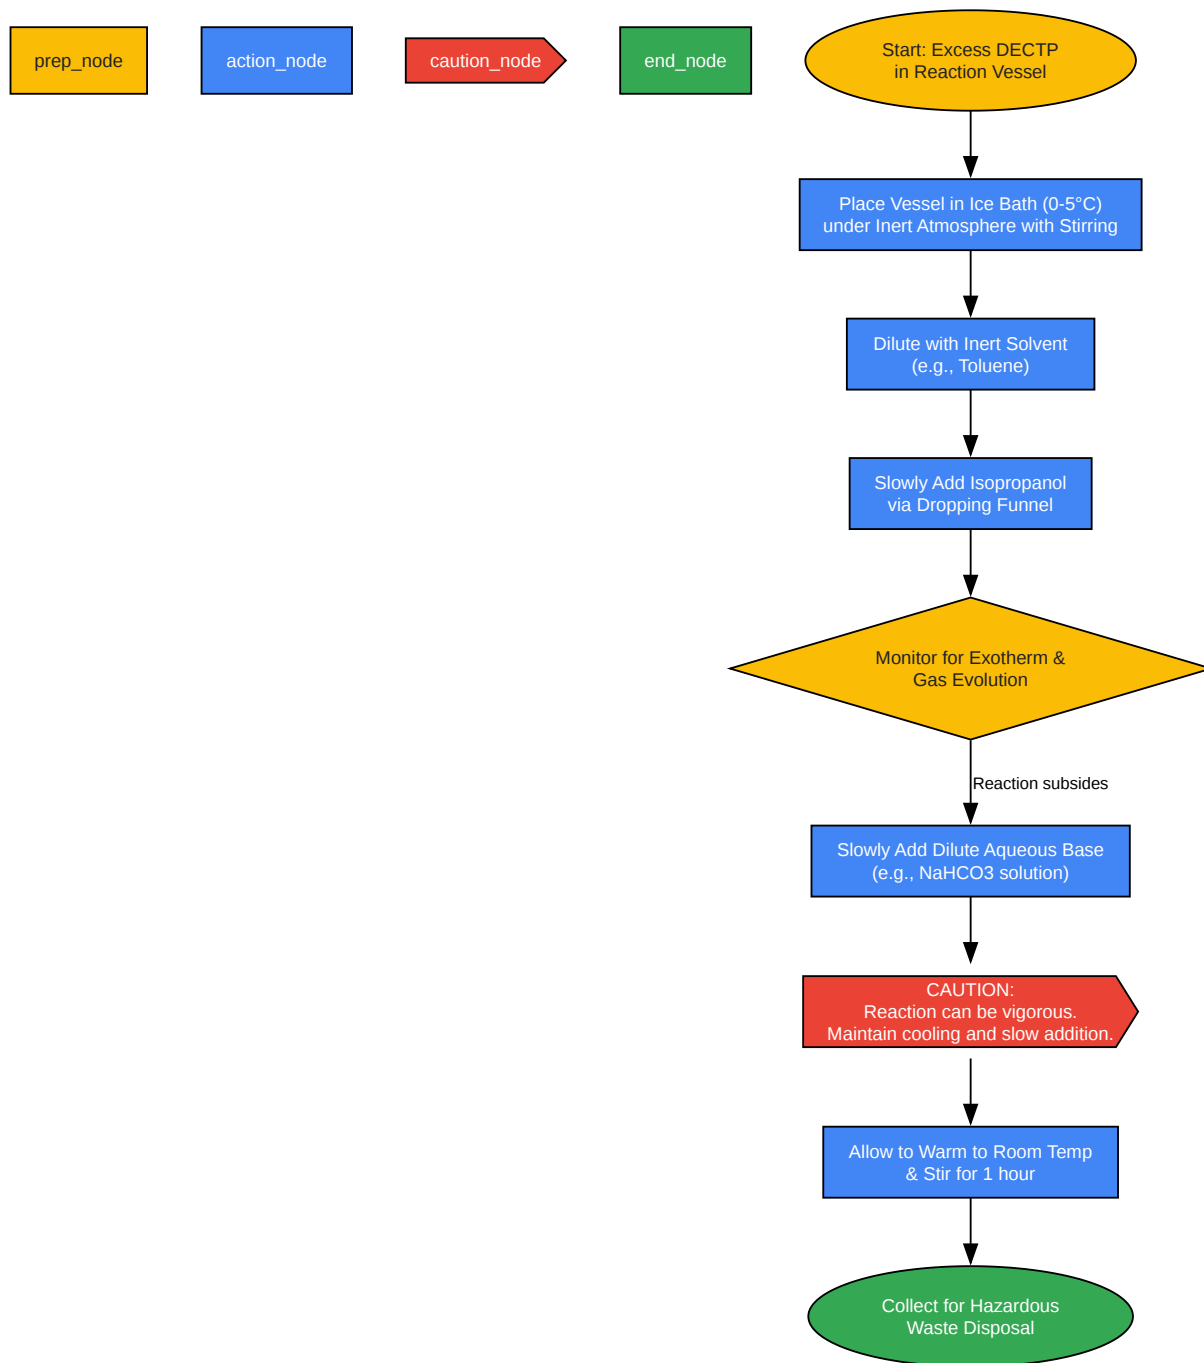 prep_node
action_node
caution_node
end_node
Start: Excess DECTP
in Reaction Vessel
Place Vessel in Ice Bath (0-5°C)
under Inert Atmosphere with Stirring
Dilute with Inert Solvent
(e.g., Toluene)
Slowly Add Isopropanol
via Dropping Funnel
Monitor for Exotherm &
Gas Evolution
Reaction subsides
Slowly Add Dilute Aqueous Base
(e.g., NaHCO3 solution)
CAUTION:
Reaction can be vigorous.
Maintain cooling and slow addition.
Allow to Warm to Room Temp
& Stir for 1 hour
Collect for Hazardous
Waste Disposal